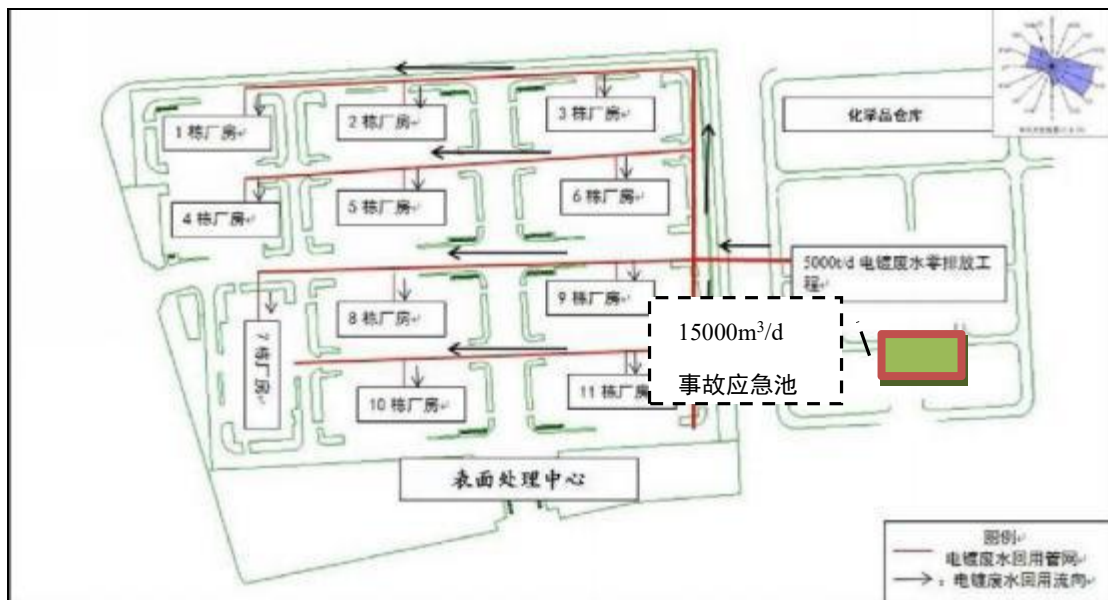 1 栋厂房
2 栋厂房
3 栋厂房
化学品仓库
4 栋厂房
5 栋厂房
6 栋厂房
5000t/d 电镀废水零排放工
程
7 栋厂房
8 栋厂房
9 栋厂房
15000m³/d
事故应急池
10 栋厂房
11 栋厂房
表面处理中心
图例
电镀废水回用管网
：电镀废水回用流向